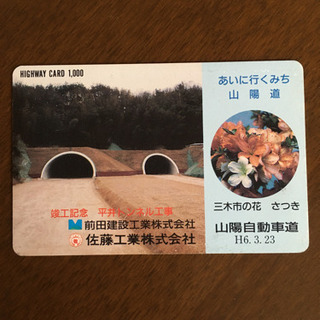 HIGHWAY CARD 1,000
あいに行くみち
山陽道
三木市の花 さつき
山陽自動車道
H6.3.23
竣工記念 平井トンネル工事
前田建設工業株式会社
佐藤工業株式会社